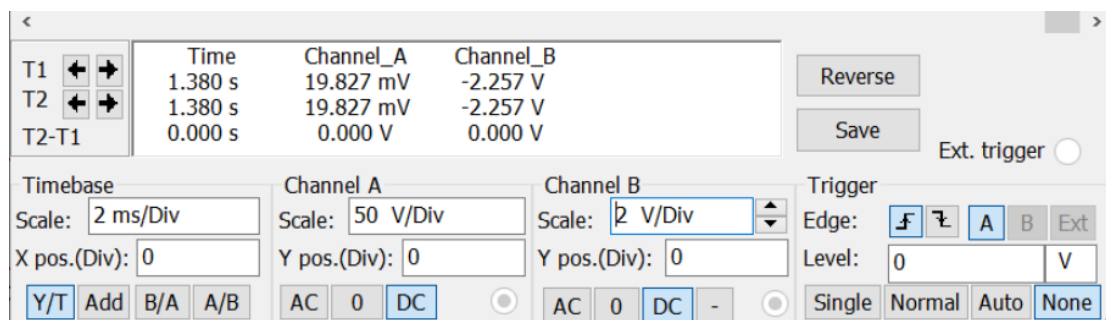 Time Channel_A Channel_B
T1 1.380 s 19.827 mV -2.257 V Reverse
T2 1.380 s 19.827 mV -2.257 V
T2-T1 0.000 s 0.000 V 0.000 V Save
Ext. trigger
Timebase Channel A Channel B Trigger
Scale: 2 ms/Div Scale: 50 V/Div Scale: 2 V/Div Edge: A B Ext
X pos.(Div): 0 Y pos.(Div): 0 Y pos.(Div): 0 Level: 0 V
Y/T Add B/A A/B AC 0 DC AC 0 DC - Single Normal Auto None